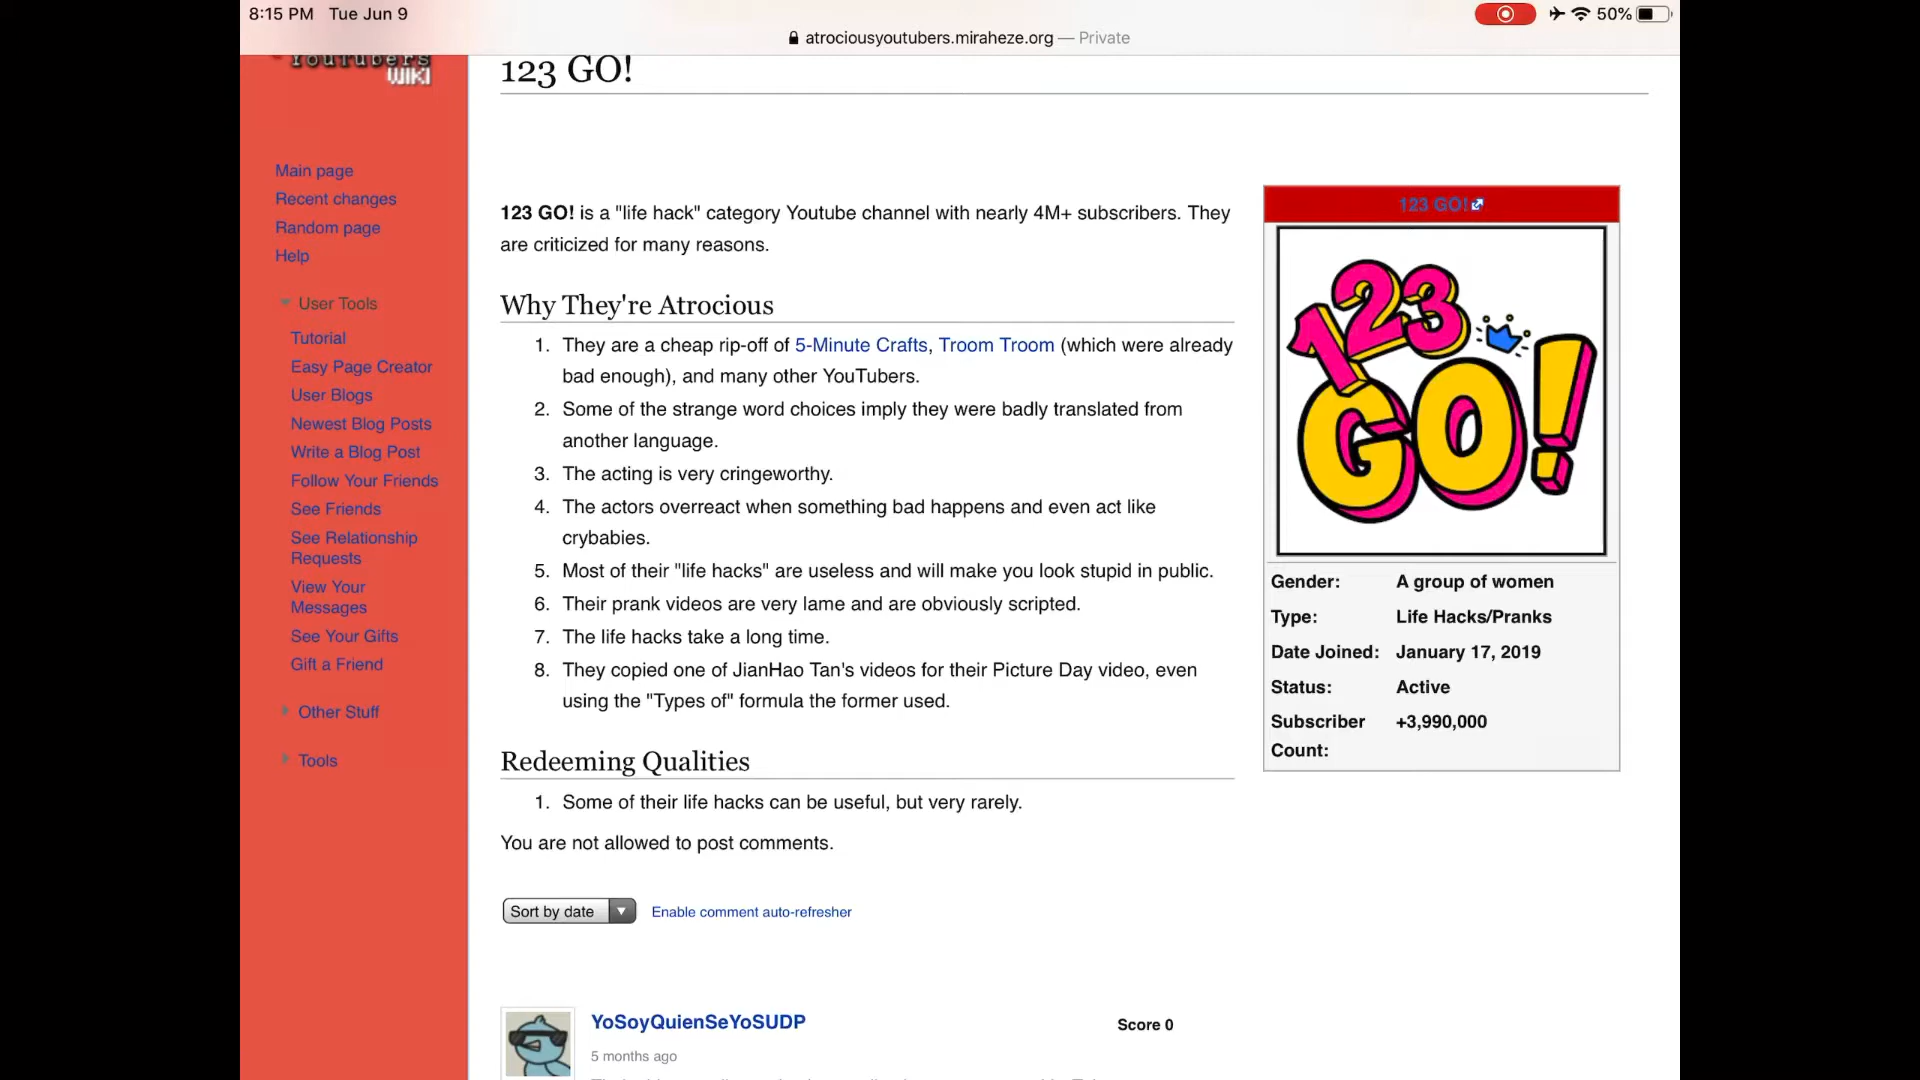 8:15 PM Tue Jun 9
50%
atrociousyoutubers.miraheze.org — Private
YouTubers
WIKI
123 GO!
Main page
Recent changes
Random page
Help
User Tools
Tutorial
Easy Page Creator
User Blogs
Newest Blog Posts
Write a Blog Post
Follow Your Friends
See Friends
See Relationship
Requests
View Your
Messages
See Your Gifts
Gift a Friend
Other Stuff
Tools
123 GO! is a "life hack" category Youtube channel with nearly 4M+ subscribers. They
are criticized for many reasons.
Why They're Atrocious
1. They are a cheap rip-off of 5-Minute Crafts, Troom Troom (which were already
bad enough), and many other YouTubers.
2. Some of the strange word choices imply they were badly translated from
another language.
3. The acting is very cringeworthy.
4. The actors overreact when something bad happens and even act like
crybabies.
5. Most of their "life hacks" are useless and will make you look stupid in public.
6. Their prank videos are very lame and are obviously scripted.
7. The life hacks take a long time.
8. They copied one of JianHao Tan's videos for their Picture Day video, even
using the "Types of" formula the former used.
Redeeming Qualities
1. Some of their life hacks can be useful, but very rarely.
You are not allowed to post comments.
Sort by date
Enable comment auto-refresher
YoSoyQuienSeYoSUDP
Score 0
5 months ago
123 GO!
123
GO!
Gender: A group of women
Type: Life Hacks/Pranks
Date Joined: January 17, 2019
Status: Active
Subscriber +3,990,000
Count: